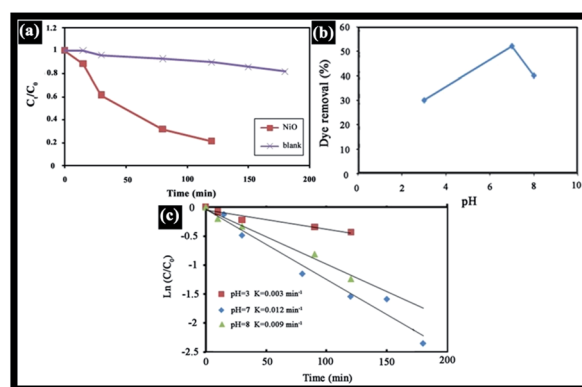 (a)
1.2
1
0.8
0.6
0.4
0.2
0
0 50 100 150 200
Ct/C0
Time (min)
NiO
blank
(b)
60
50
40
30
20
10
0
0 2 4 6 8 10
Dye removal (%)
pH
(c)
0
-0.5
-1
-1.5
-2
-2.5
0 50 100 150 200
Ln (C/C0)
Time (min)
pH=3 K=0.003 min-1
pH=7 K=0.012 min-1
pH=8 K=0.009 min-1